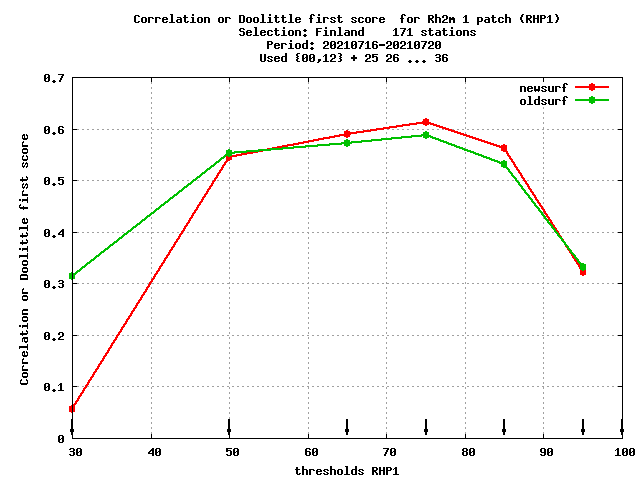 Correlation or Doolittle first score  for Rh2m 1 patch (RHP1)
Selection: Finland    171 stations
Period: 20210716-20210720
Used {00,12} + 25 26 ... 36
newsurf
oldsurf
Correlation or Doolittle first score
0.7
0.6
0.5
0.4
0.3
0.2
0.1
0
30 40 50 60 70 80 90 100
thresholds RHP1